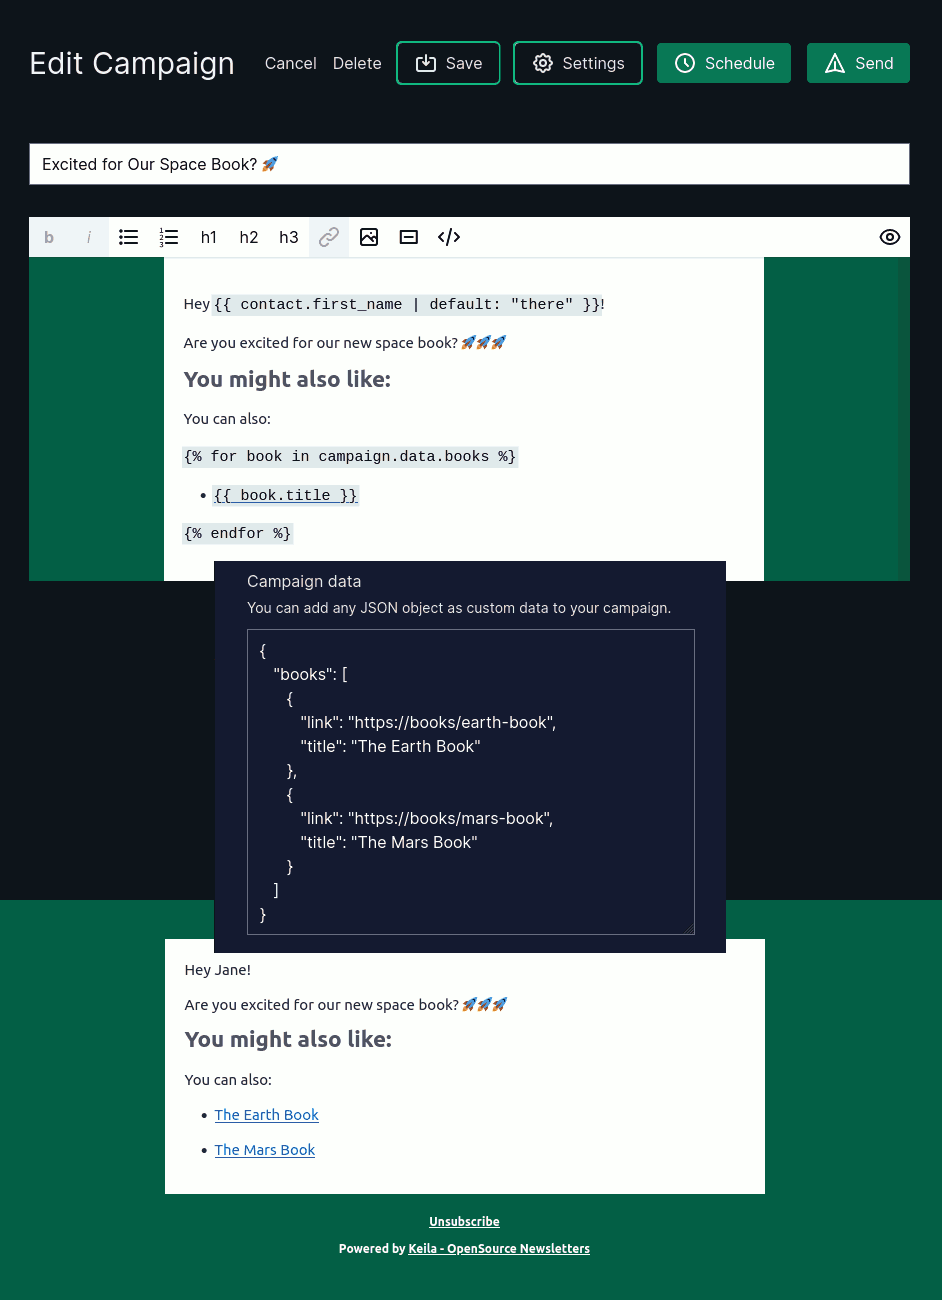 Edit Campaign Cancel Delete Save Settings Schedule Send
Excited for Our Space Book? 🚀
b i 1 2 3 h1 h2 h3
Hey {{ contact.first_name | default: "there" }}!
Are you excited for our new space book? 🚀🚀🚀
You might also like:
You can also:
{% for book in campaign.data.books %}
• {{ book.title }}
{% endfor %}
Campaign data
You can add any JSON object as custom data to your campaign.
{
"books": [
{
"link": "https://books/earth-book",
"title": "The Earth Book"
},
{
"link": "https://books/mars-book",
"title": "The Mars Book"
}
]
}
Hey Jane!
Are you excited for our new space book? 🚀🚀🚀
You might also like:
You can also:
• The Earth Book
• The Mars Book
Unsubscribe
Powered by Keila - OpenSource Newsletters